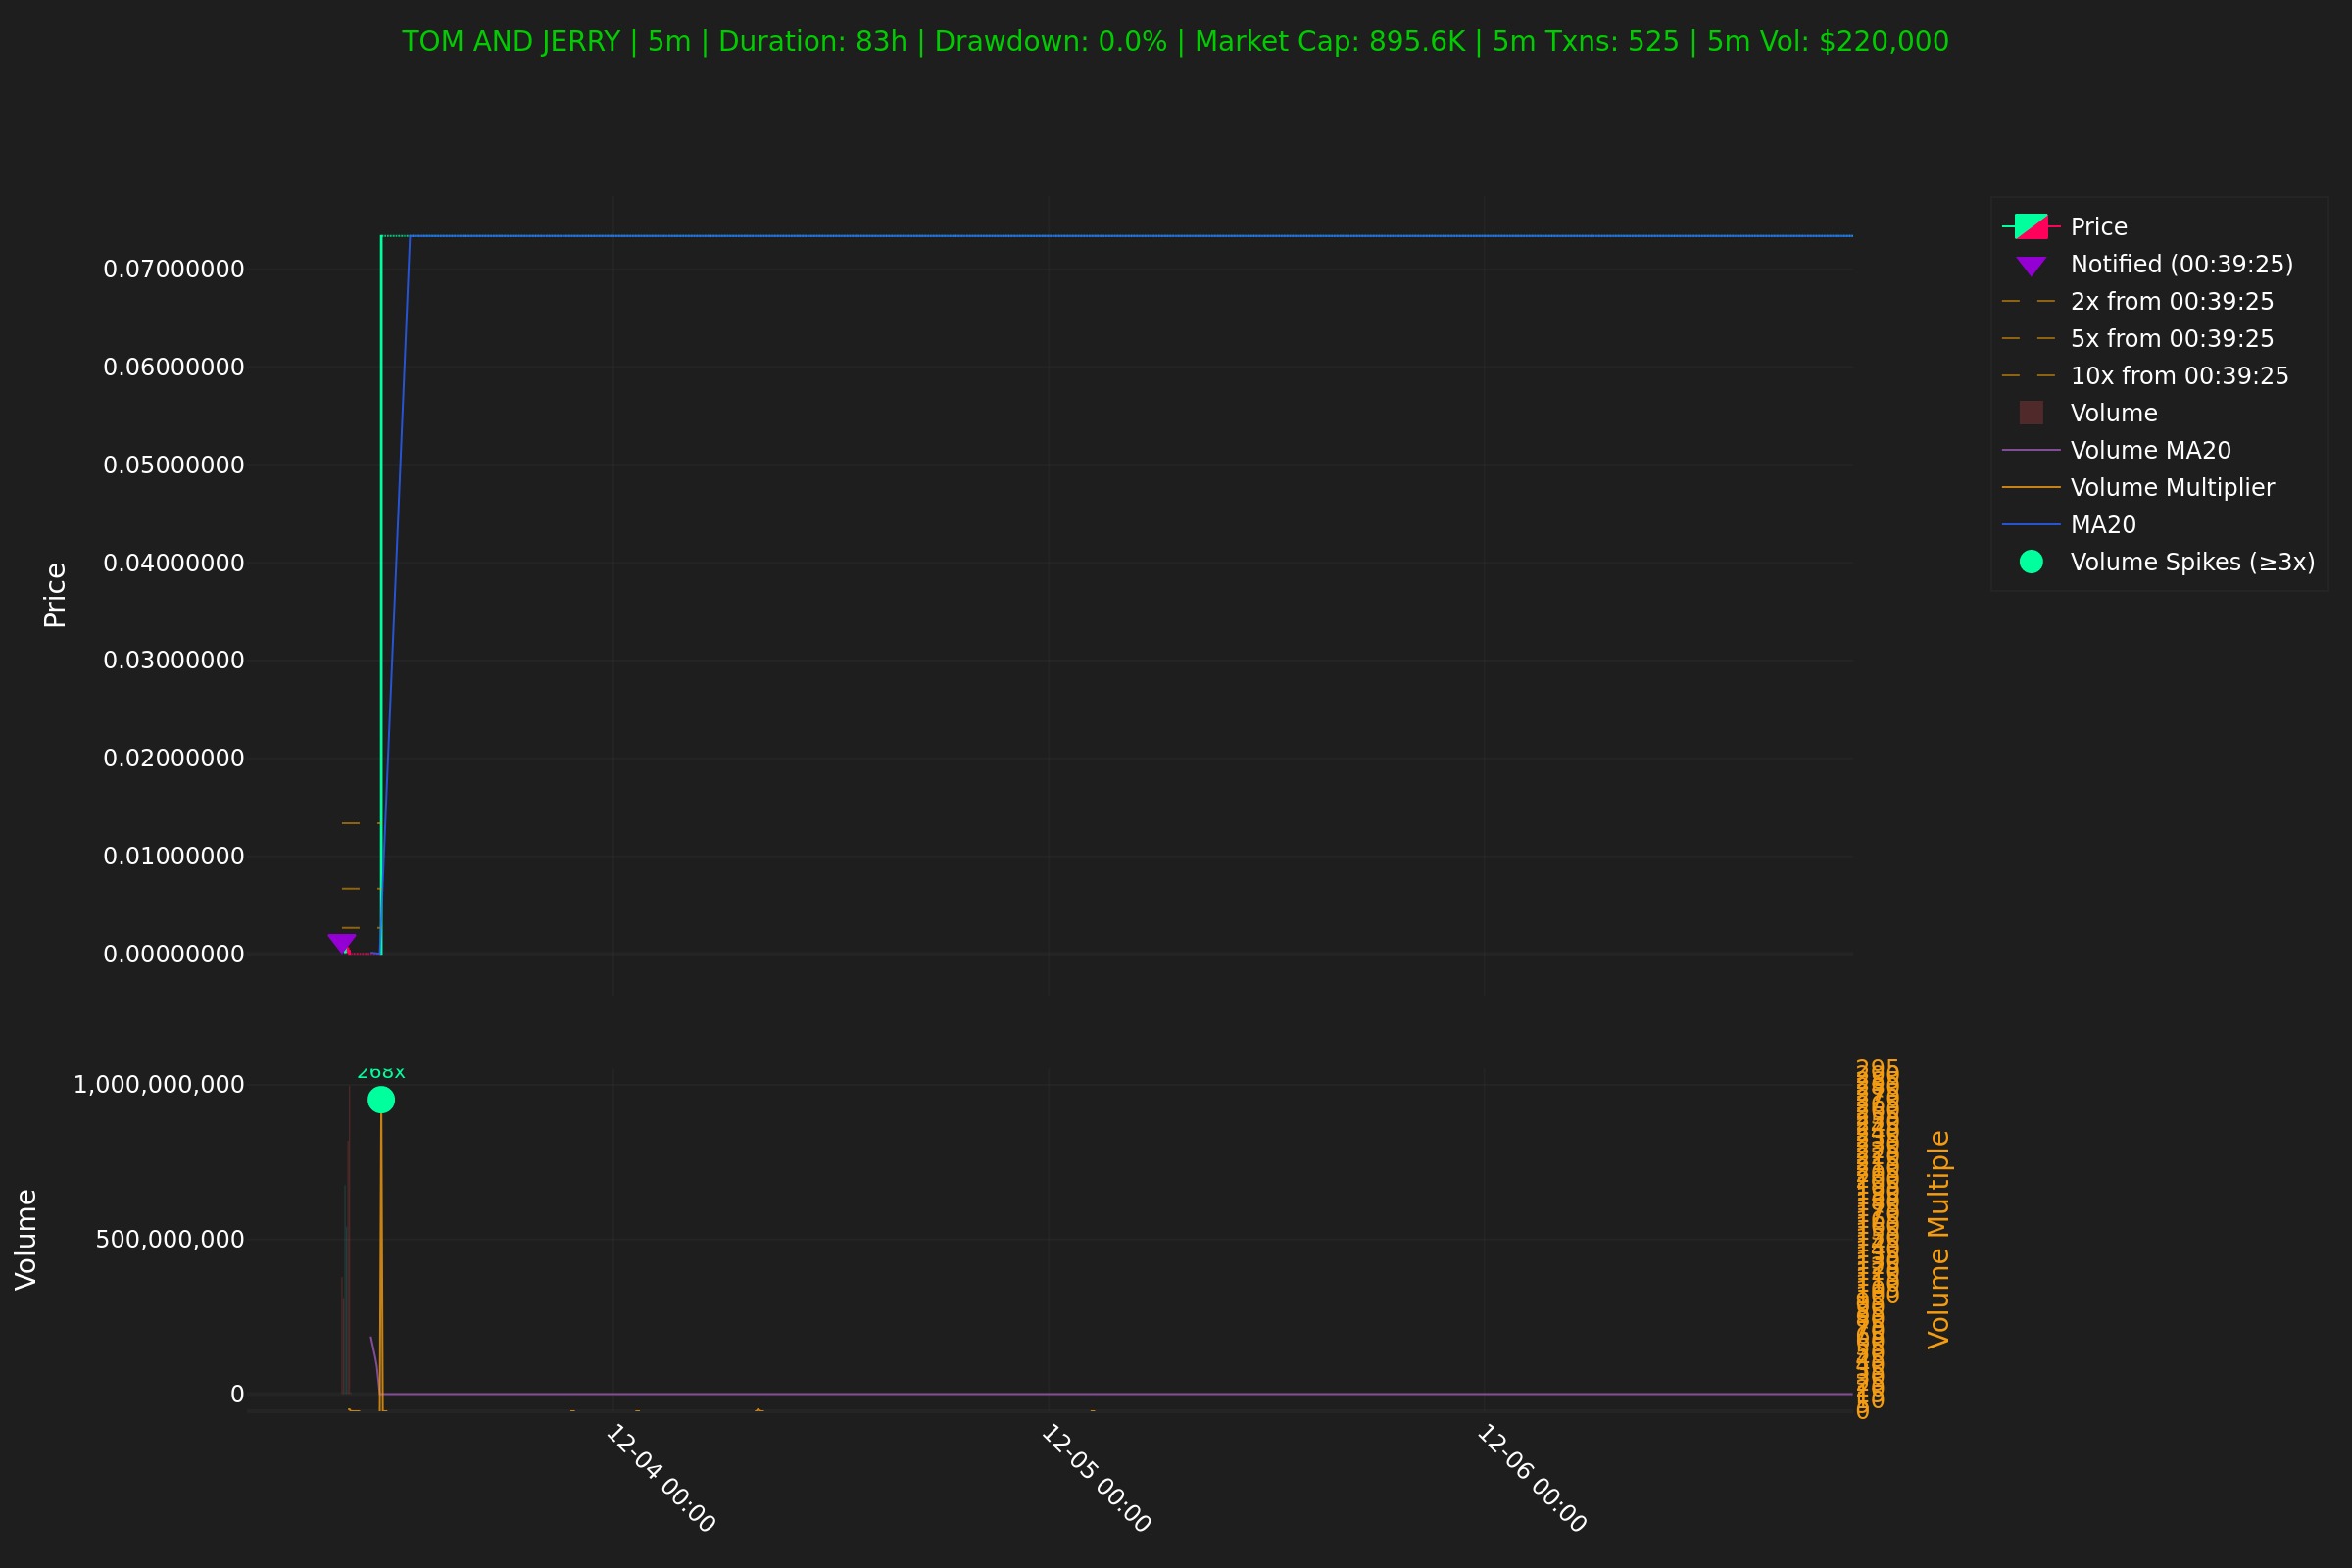 TOM AND JERRY | 5m | Duration: 83h | Drawdown: 0.0% | Market Cap: 895.6K | 5m Txns: 525 | 5m Vol: $220,000
Price
0.07000000
0.06000000
0.05000000
0.04000000
0.03000000
0.02000000
0.01000000
0.00000000
Price
Notified (00:39:25)
2x from 00:39:25
5x from 00:39:25
10x from 00:39:25
Volume
Volume MA20
Volume Multiplier
MA20
Volume Spikes (≥3x)
Volume
1,000,000,000
500,000,000
0
268x
Volume Multiple
0
12-04 00:00
12-05 00:00
12-06 00:00